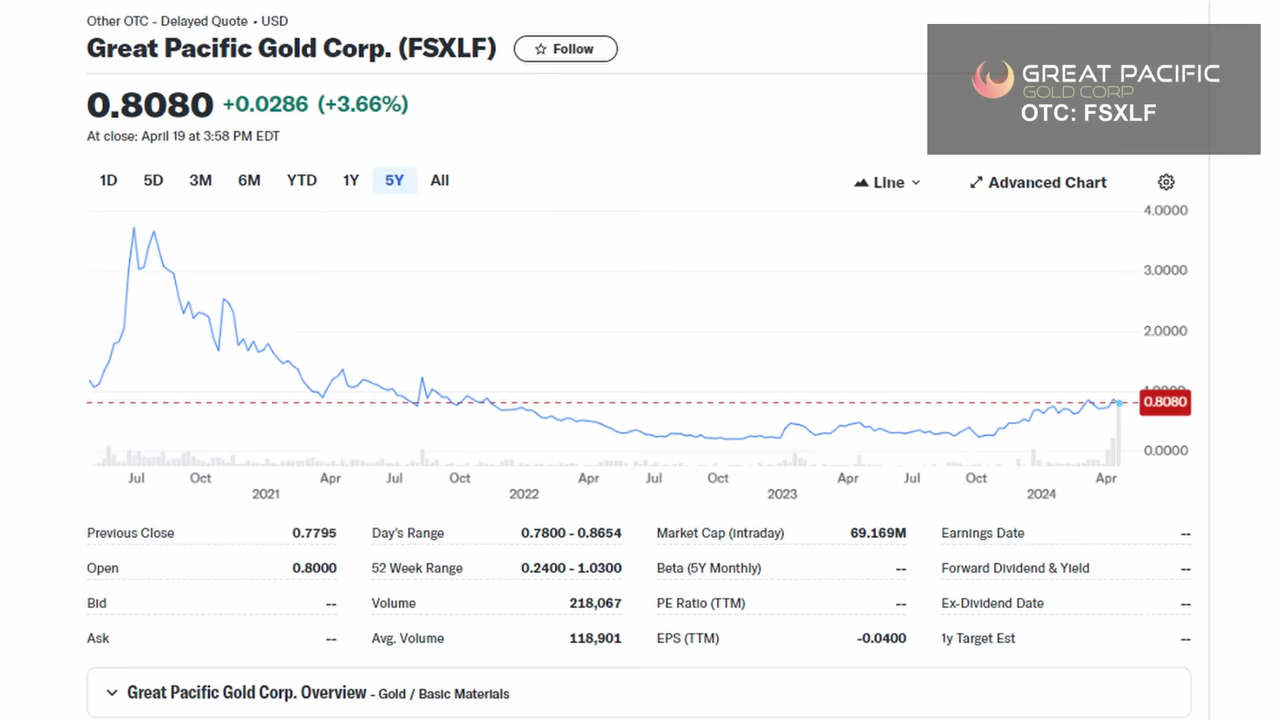 Other OTC - Delayed Quote • USD
Great Pacific Gold Corp. (FSXLF)
Follow
GREAT PACIFIC
GOLD CORP
OTC: FSXLF
0.8080 +0.0286 (+3.66%)
At close: April 19 at 3:58 PM EDT
1D 5D 3M 6M YTD 1Y 5Y All
Line
Advanced Chart
4.0000
3.0000
2.0000
1.0000
0.8080
0.0000
Jul Oct Apr Jul Oct Apr Jul Oct Apr Jul Oct Apr
2021 2022 2023 2024
Previous Close 0.7795 Day's Range 0.7800 - 0.8654 Market Cap (intraday) 69.169M Earnings Date --
Open 0.8000 52 Week Range 0.2400 - 1.0300 Beta (5Y Monthly) -- Forward Dividend & Yield --
Bid -- Volume 218,067 PE Ratio (TTM) -- Ex-Dividend Date --
Ask -- Avg. Volume 118,901 EPS (TTM) -0.0400 1y Target Est --
Great Pacific Gold Corp. Overview - Gold / Basic Materials